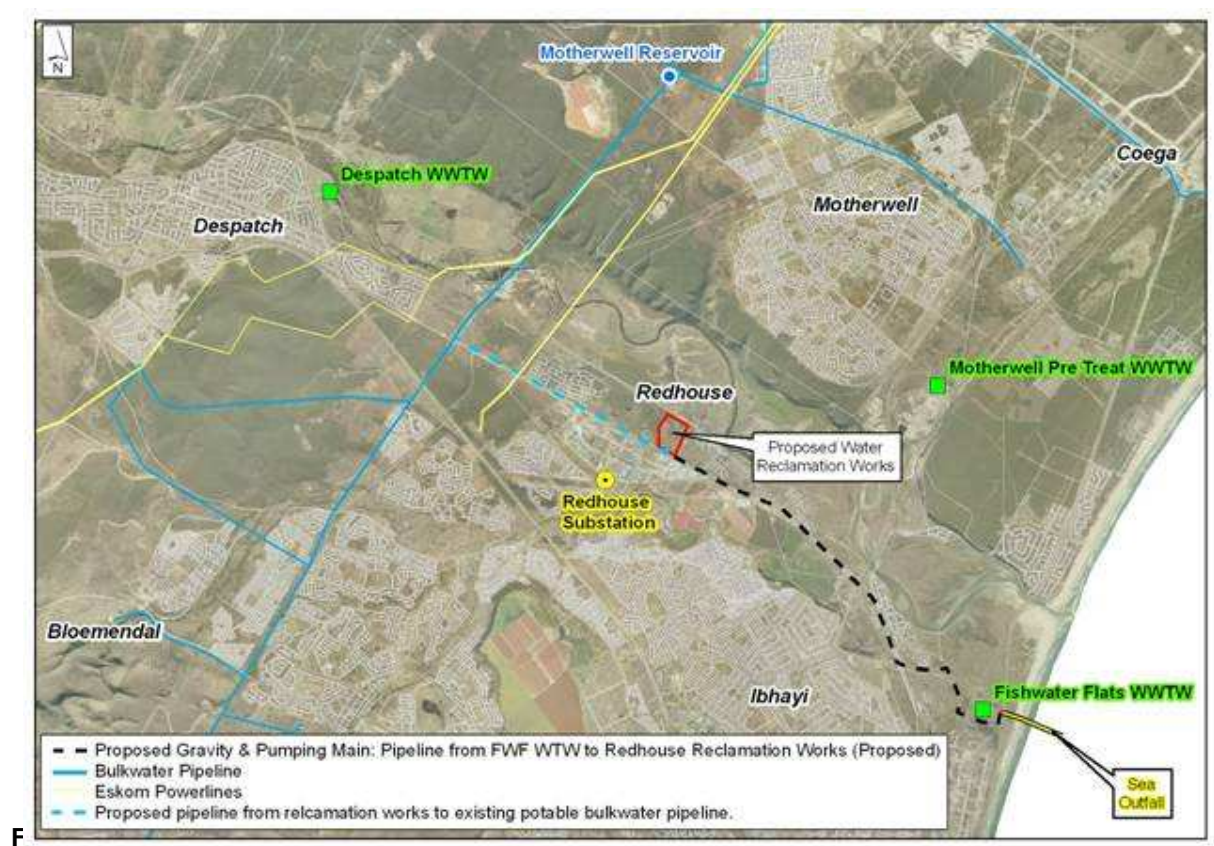 N
Motherwell Reservoir
Coega
Despatch WWTW
Motherwell
Despatch
Motherwell Pre Treat WWTW
Redhouse
Proposed Water
Reclamation Works
Redhouse
Substation
Bloemendal
Ibhayi
Fishwater Flats WWTW
Proposed Gravity & Pumping Main: Pipeline from FWF WTW to Redhouse Reclamation Works (Proposed)
Bulkwater Pipeline
Eskom Powerlines
Proposed pipeline from relcamation works to existing potable bulkwater pipeline.
Sea
Outfall
F